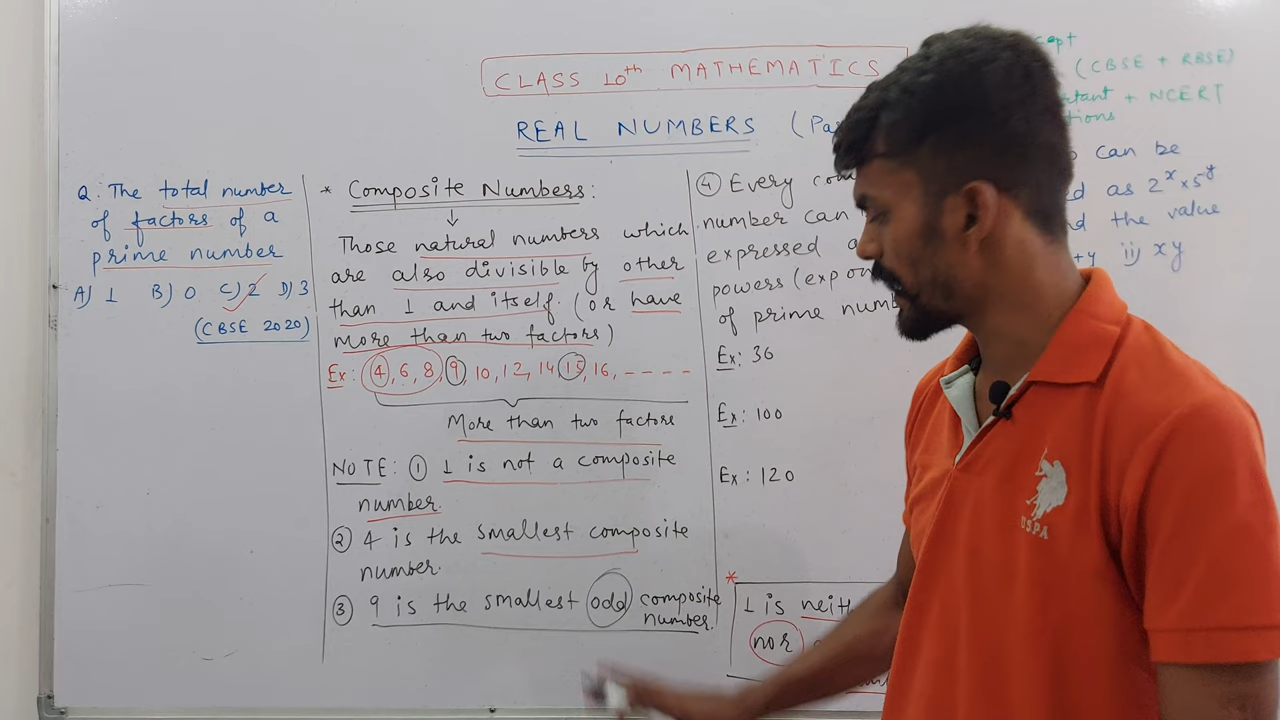 CLASS 10th MATHEMATICS
REAL NUMBERS (Pa
(CBSE + RBSE)
+ NCERT
Q. The total number
of factors of a
prime number
A) 1 B) 0 C) 2 D) 3
(CBSE 2020)
* Composite Numbers:
↓
Those natural numbers which
are also divisible by other
than 1 and itself. (or have
more than two factors)
Ex: 4, 6, 8, 9, 10, 12, 14, 15, 16, - - - -
More than two factors
NOTE: ① 1 is not a composite
number.
② 4 is the smallest composite
number.
③ 9 is the smallest odd composite
number.
④ Every
number can
expressed
powers
of prime
Ex: 36
Ex: 100
Ex: 120
*
1 is
nor
can be
as 2^x × 5^y
the value
ii) xy
USPA